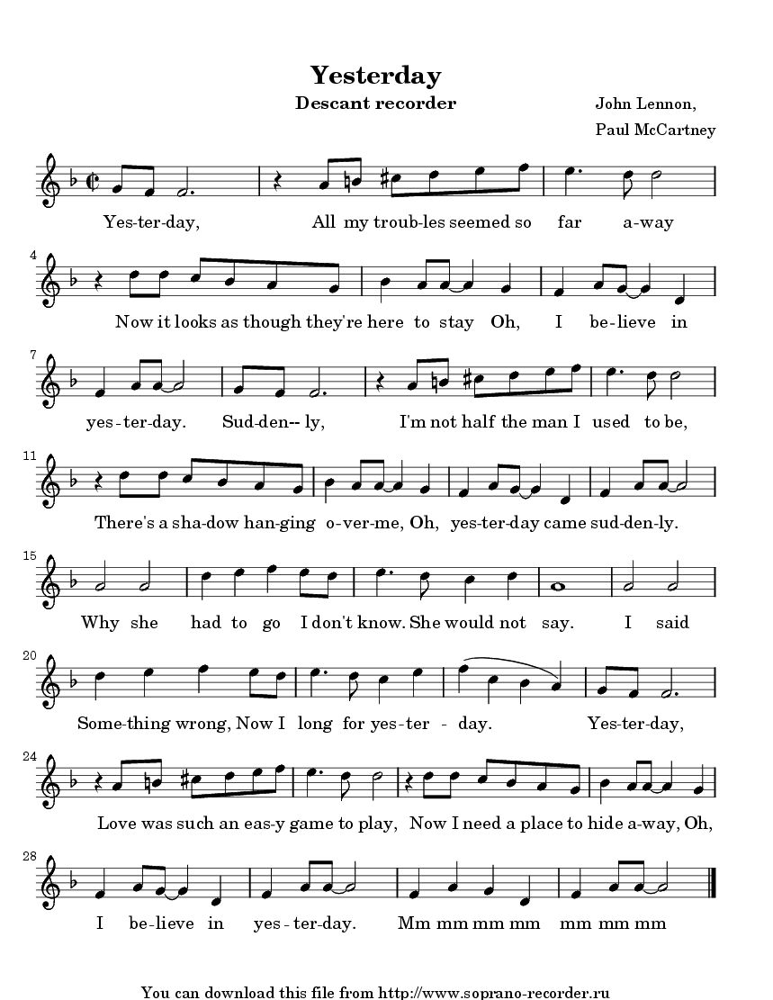 Yesterday
Descant recorder
John Lennon,
Paul McCartney
Yes-ter-day, All my troub-les seemed so far a-way
4
Now it looks as though they're here to stay Oh, I be-lieve in
7
yes-ter-day. Sud-den-- ly, I'm not half the man I used to be,
11
There's a sha-dow han-ging o-ver-me, Oh, yes-ter-day came sud-den-ly.
15
Why she had to go I don't know. She would not say. I said
20
Some-thing wrong, Now I long for yes-ter - day. Yes-ter-day,
24
Love was such an eas-y game to play, Now I need a place to hide a-way, Oh,
28
I be-lieve in yes-ter-day. Mm mm mm mm mm mm mm
You can download this file from http://www.soprano-recorder.ru